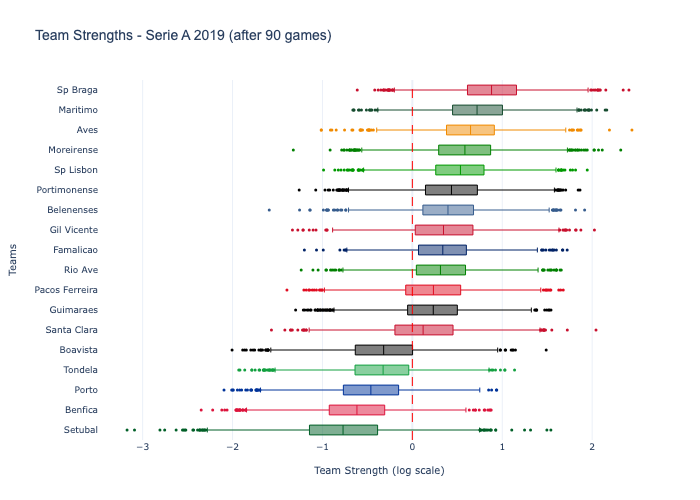 Team Strengths - Serie A 2019 (after 90 games)
Sp Braga
Maritimo
Aves
Moreirense
Sp Lisbon
Portimonense
Belenenses
Gil Vicente
Famalicao
Rio Ave
Pacos Ferreira
Guimaraes
Santa Clara
Boavista
Tondela
Porto
Benfica
Setubal
Teams
−3 −2 −1 0 1 2
Team Strength (log scale)